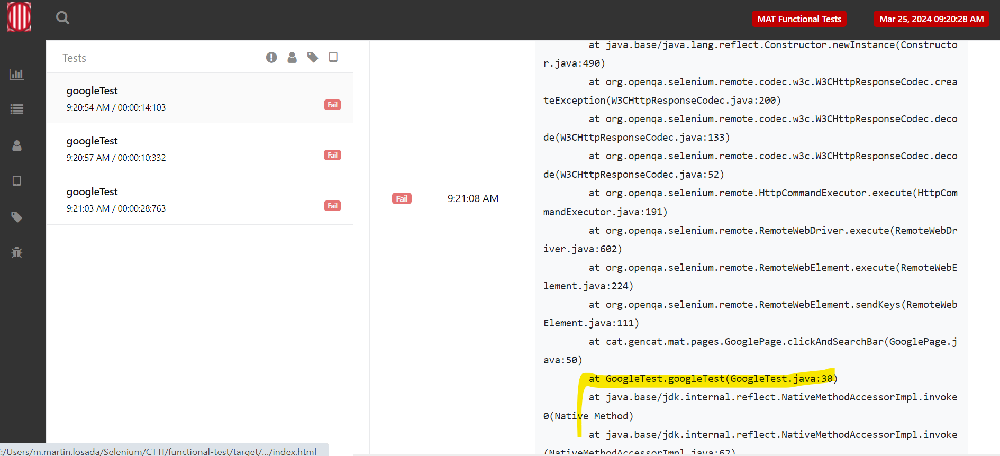 MAT Functional Tests
Mar 25, 2024 09:20:28 AM
Tests
googleTest
9:20:54 AM / 00:00:14:103
Fail
googleTest
9:20:57 AM / 00:00:10:332
Fail
googleTest
9:21:03 AM / 00:00:28:763
Fail
Fail
9:21:08 AM
at java.base/java.lang.reflect.Constructor.newInstance(Constructo
r.java:490)
at org.openqa.selenium.remote.codec.w3c.W3CHttpResponseCodec.crea
teException(W3CHttpResponseCodec.java:200)
at org.openqa.selenium.remote.codec.w3c.W3CHttpResponseCodec.deco
de(W3CHttpResponseCodec.java:133)
at org.openqa.selenium.remote.codec.w3c.W3CHttpResponseCodec.deco
de(W3CHttpResponseCodec.java:52)
at org.openqa.selenium.remote.HttpCommandExecutor.execute(HttpCom
mandExecutor.java:191)
at org.openqa.selenium.remote.RemoteWebDriver.execute(RemoteWebDr
iver.java:602)
at org.openqa.selenium.remote.RemoteWebElement.execute(RemoteWebE
lement.java:224)
at org.openqa.selenium.remote.RemoteWebElement.sendKeys(RemoteWeb
Element.java:111)
at cat.gencat.mat.pages.GooglePage.clickAndSearchBar(GooglePage.j
ava:50)
at GoogleTest.googleTest(GoogleTest.java:30)
at java.base/jdk.internal.reflect.NativeMethodAccessorImpl.invoke
0(Native Method)
at java.base/jdk.internal.reflect.NativeMethodAccessorImpl.invoke
(NativeMethodAccessorImpl.java:62)
:/Users/m.martin.losada/Selenium/CTTI/functional-test/target/.../index.html